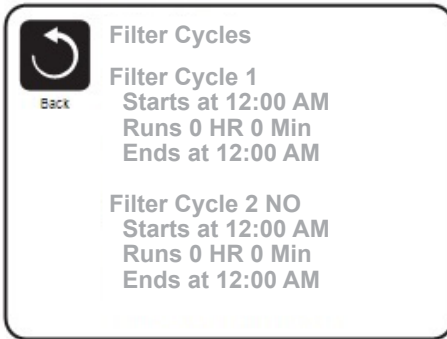 Filter Cycles
Back
Filter Cycle 1
Starts at 12:00 AM
Runs 0 HR 0 Min
Ends at 12:00 AM
Filter Cycle 2 NO
Starts at 12:00 AM
Runs 0 HR 0 Min
Ends at 12:00 AM